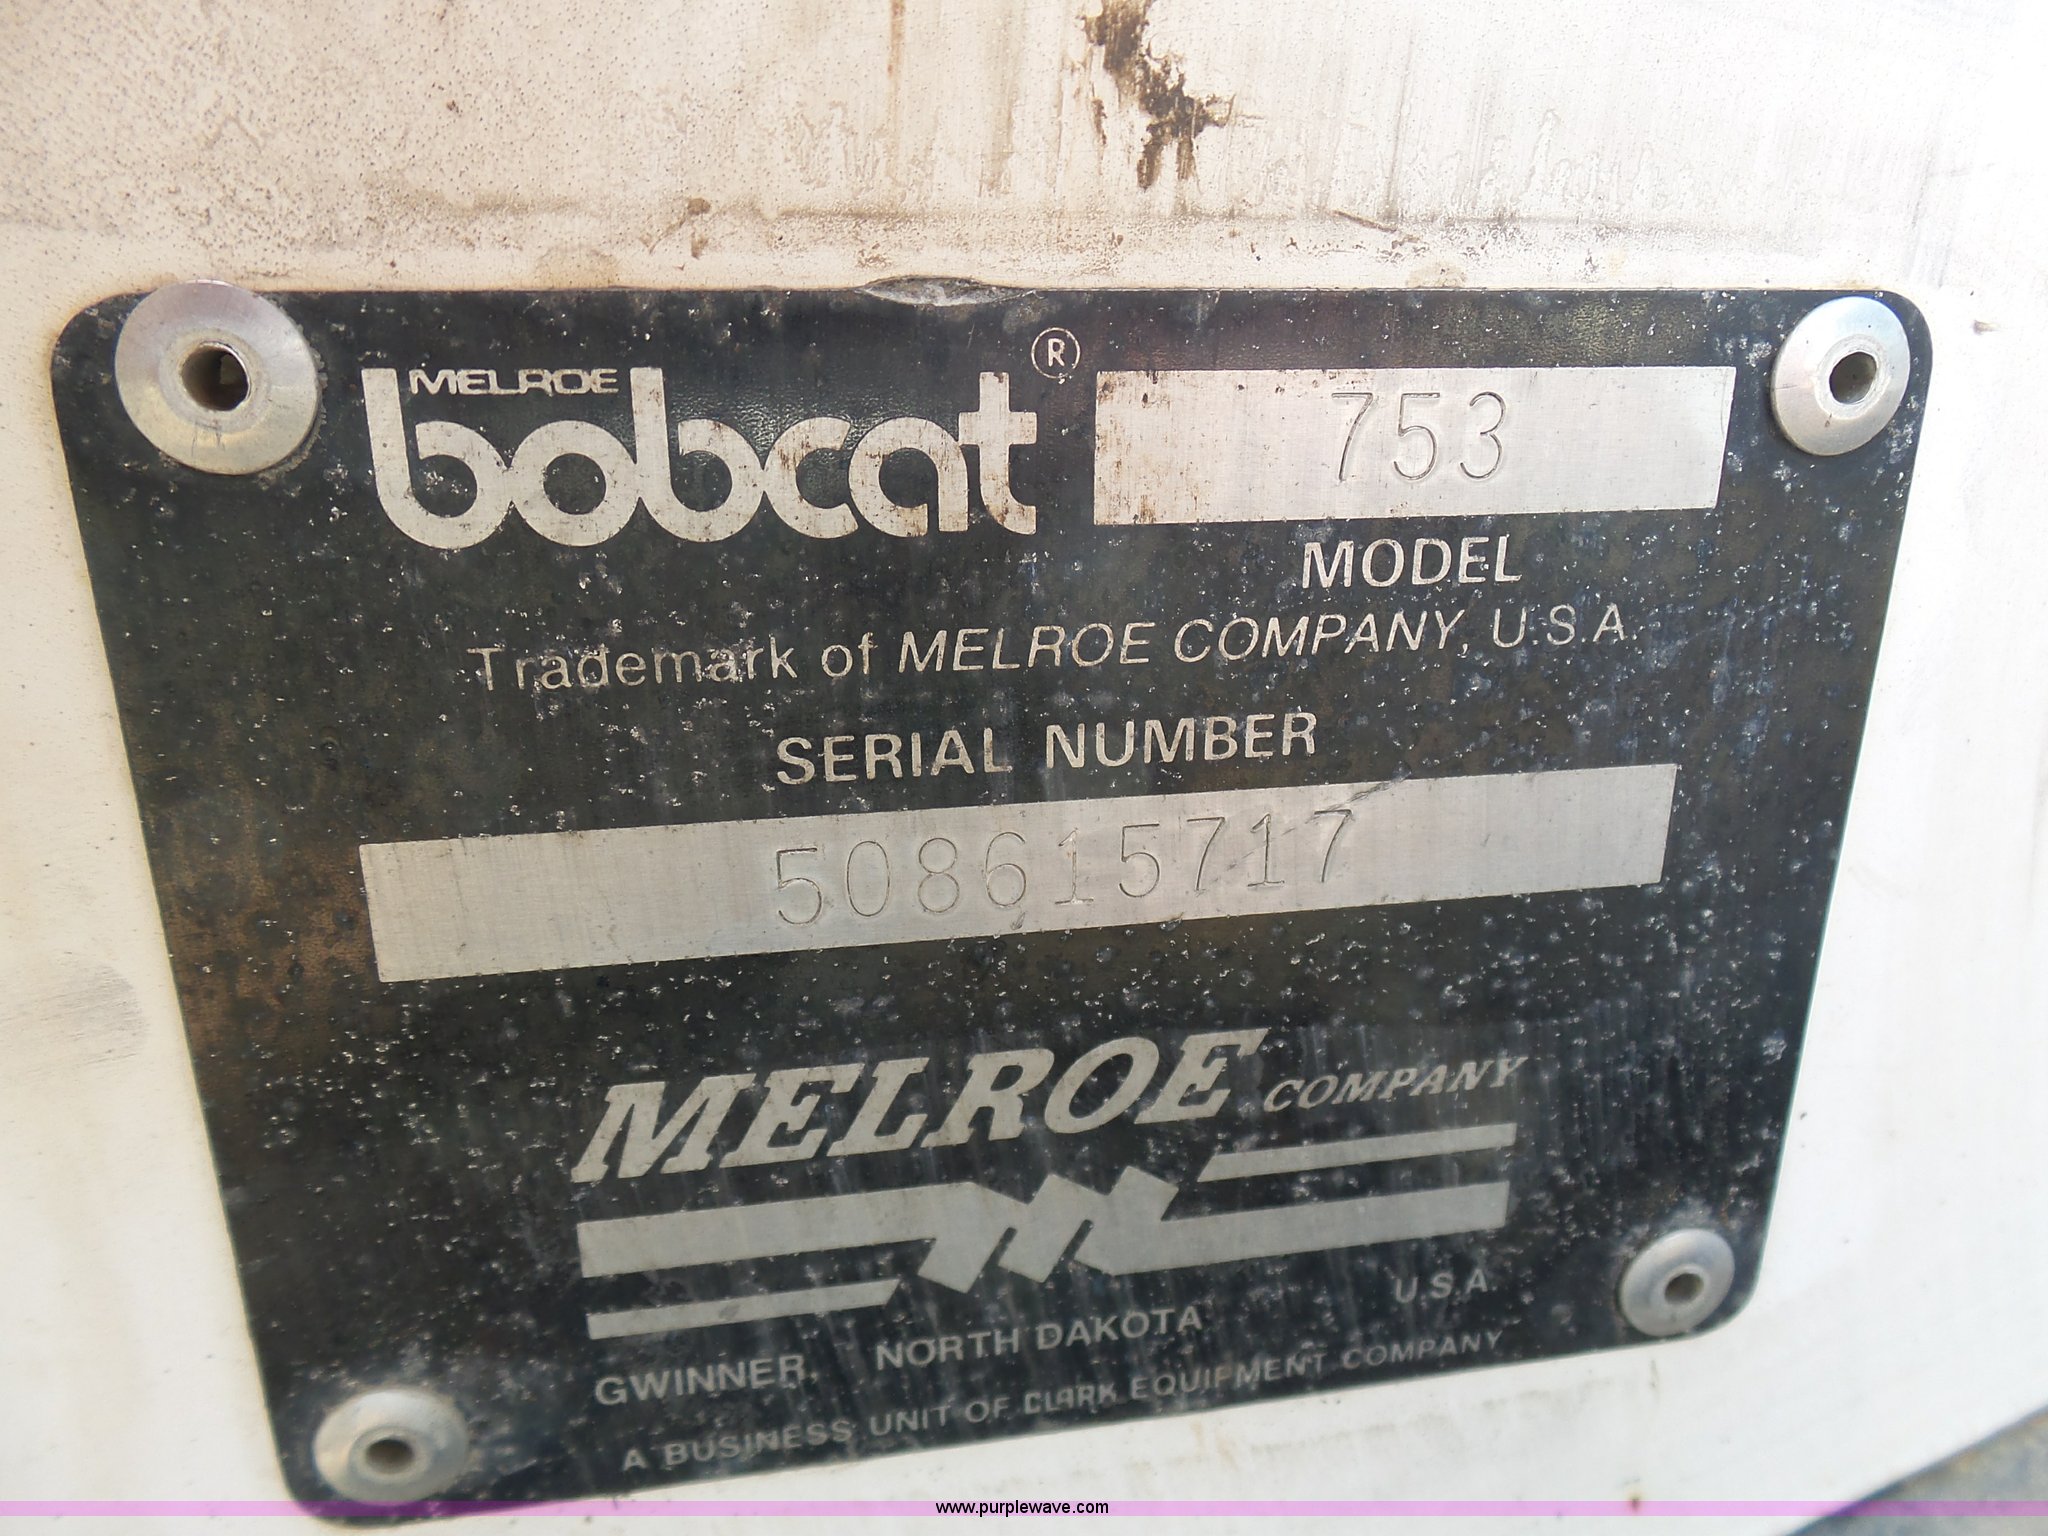 MELROE
bobcat ®
753
MODEL
Trademark of MELROE COMPANY, U.S.A.
SERIAL NUMBER
508615717
MELROE COMPANY
GWINNER, NORTH DAKOTA U.S.A.
A BUSINESS UNIT OF CLARK EQUIPMENT COMPANY
www.purplewave.com